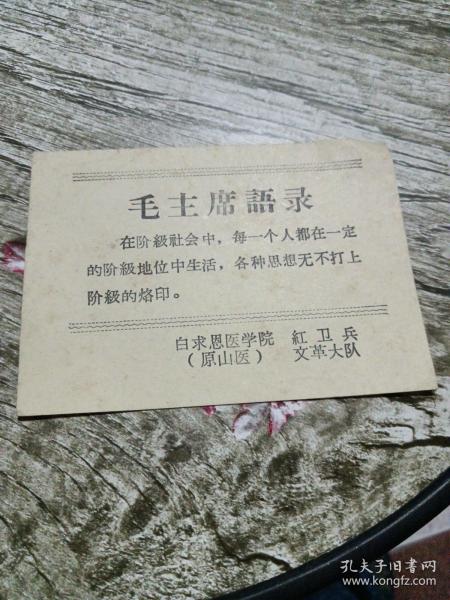 毛主席語录
在阶級社会中，每一个人都在一定
的阶級地位中生活，各种思想无不打上
阶級的烙印。
白求恩医学院 紅卫兵
(原山医) 文革大队
孔夫子旧书网
www.kongfz.com